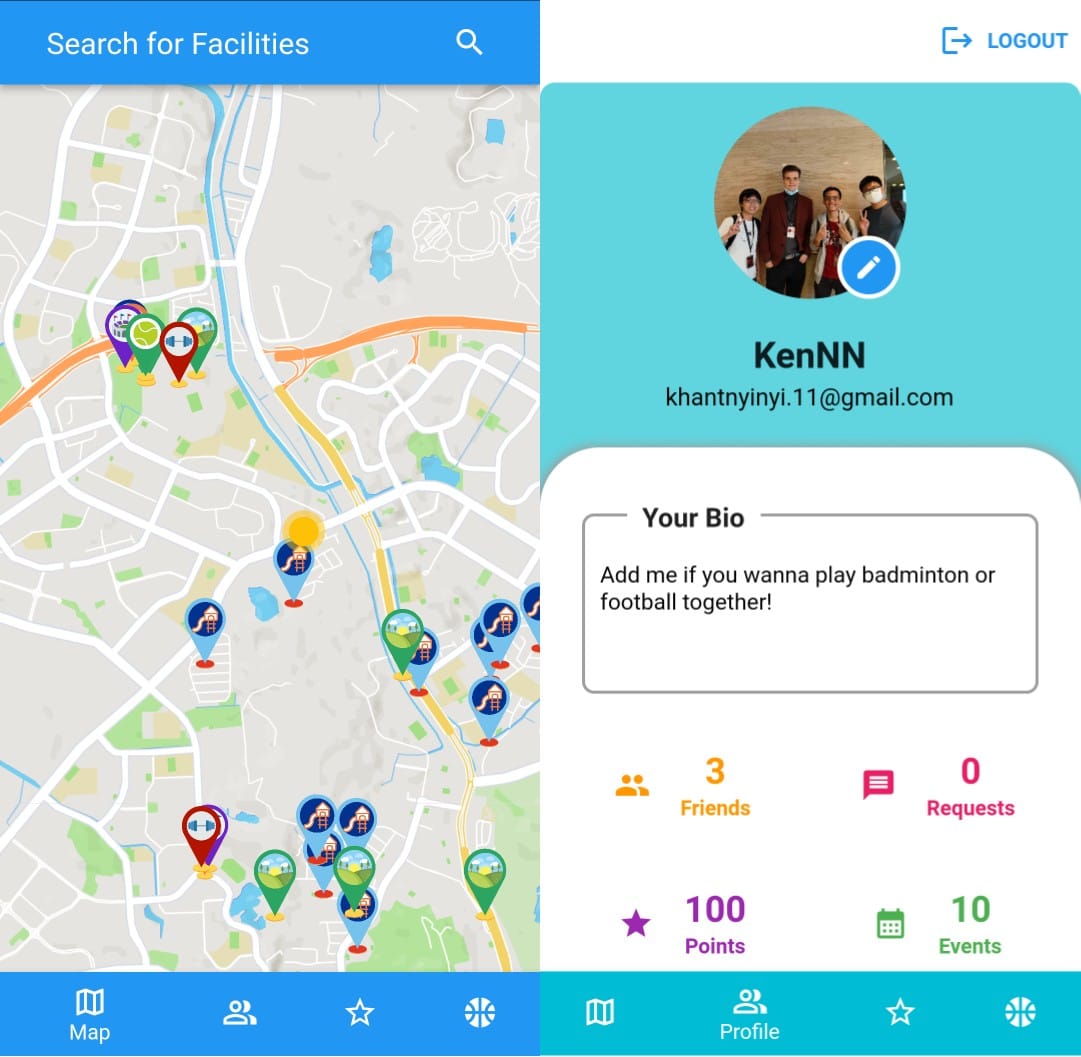 Search for Facilities
Map
LOGOUT
KenNN
khantnyinyi.11@gmail.com
Your Bio
Add me if you wanna play badminton or
football together!
3
Friends
0
Requests
100
Points
10
Events
Profile